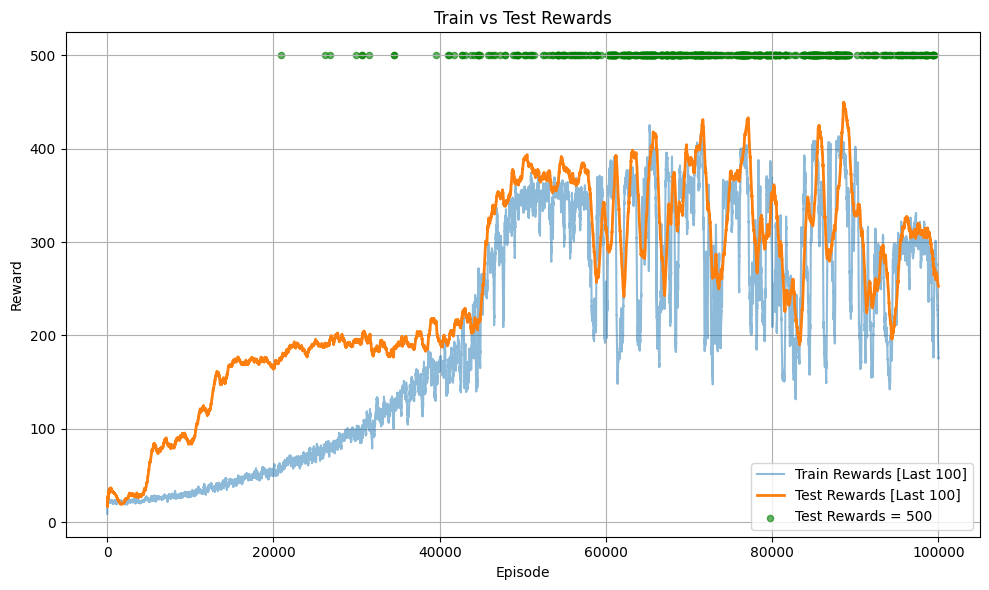 Train vs Test Rewards
500
400
300
200
100
0
Reward
0 20000 40000 60000 80000 100000
Episode
Train Rewards [Last 100]
Test Rewards [Last 100]
Test Rewards = 500